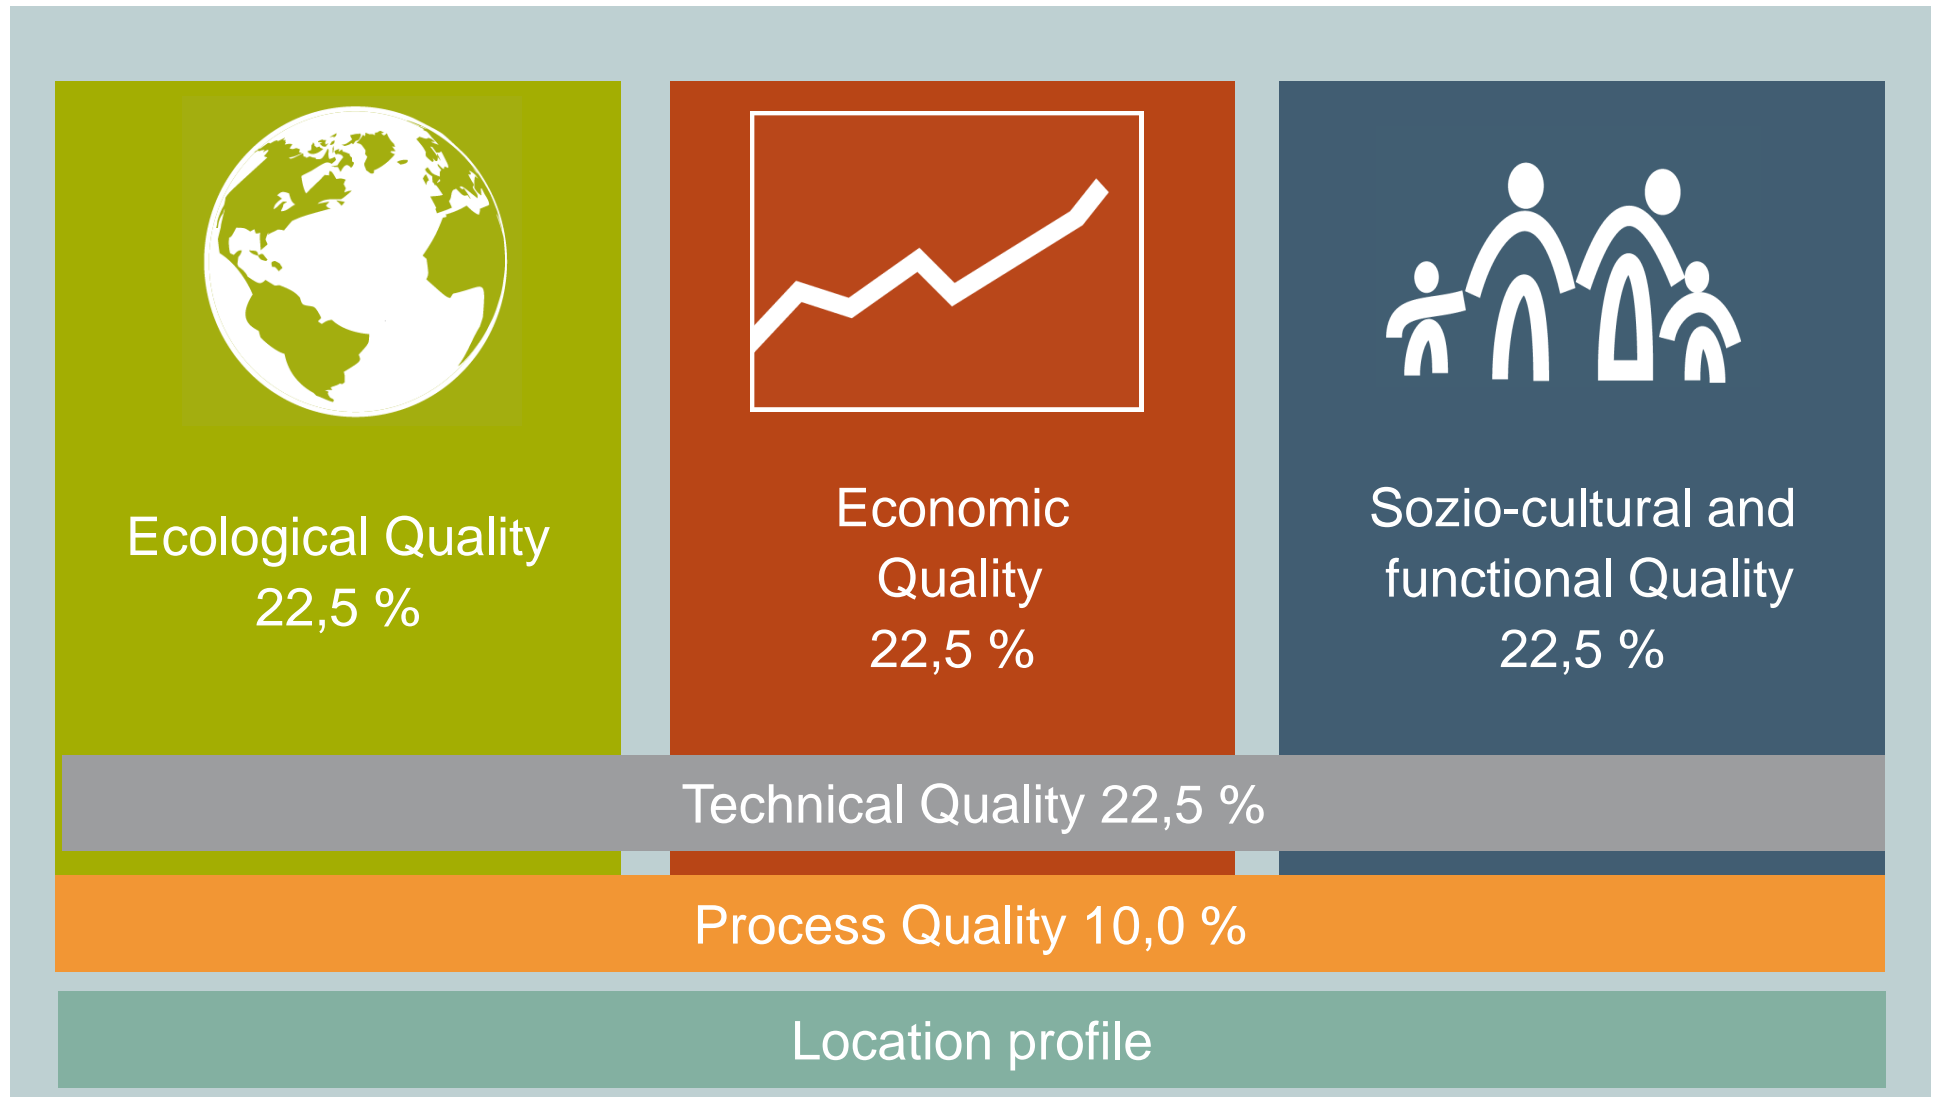 Ecological Quality
22,5 %
Economic
Quality
22,5 %
Sozio-cultural and
functional Quality
22,5 %
Technical Quality 22,5 %
Process Quality 10,0 %
Location profile